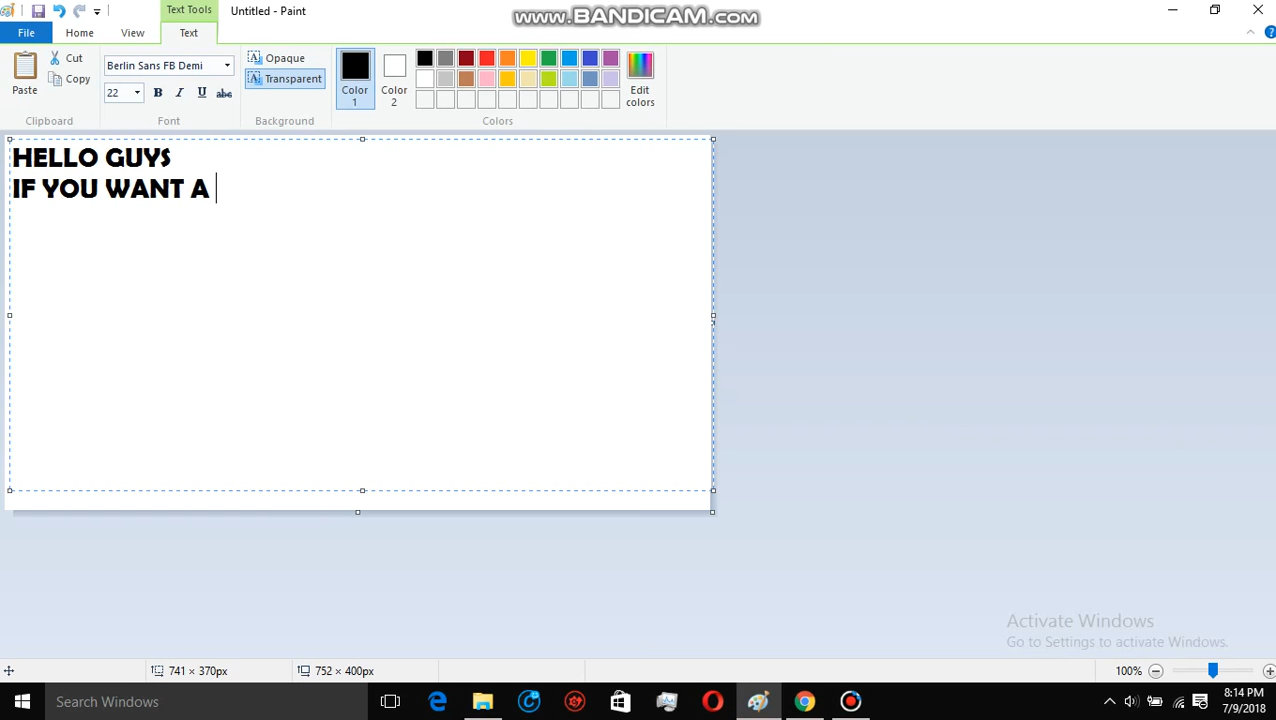 Text Tools
Untitled - Paint
www.BANDICAM.com
File
Home
View
Text
Paste
Cut
Copy
Clipboard
Berlin Sans FB Demi
22
B
I
U
abc
Font
Opaque
Transparent
Background
Color 1
Color 2
Edit colors
Colors
HELLO GUYS
IF YOU WANT A
Activate Windows
Go to Settings to activate Windows.
741 × 370px
752 × 400px
100%
Search Windows
8:14 PM
7/9/2018